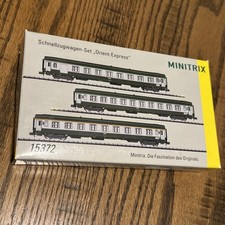 Schnellzugwagen-Set „Orient Express“
MINITRIX
15372
Minitrix. Die Faszination des Originals.